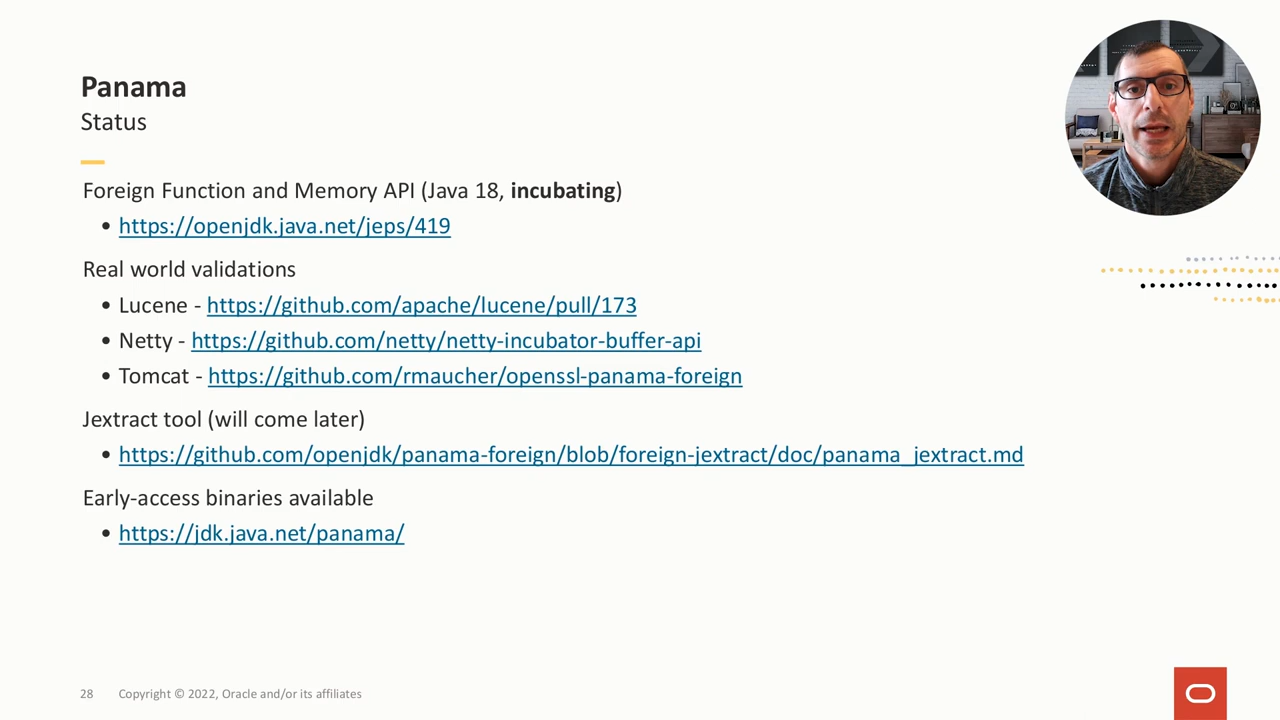 Panama
Status
Foreign Function and Memory API (Java 18, incubating)
• https://openjdk.java.net/jeps/419
Real world validations
• Lucene - https://github.com/apache/lucene/pull/173
• Netty - https://github.com/netty/netty-incubator-buffer-api
• Tomcat - https://github.com/rmaucher/openssl-panama-foreign
Jextract tool (will come later)
• https://github.com/openjdk/panama-foreign/blob/foreign-jextract/doc/panama_jextract.md
Early-access binaries available
• https://jdk.java.net/panama/
28 Copyright © 2022, Oracle and/or its affiliates